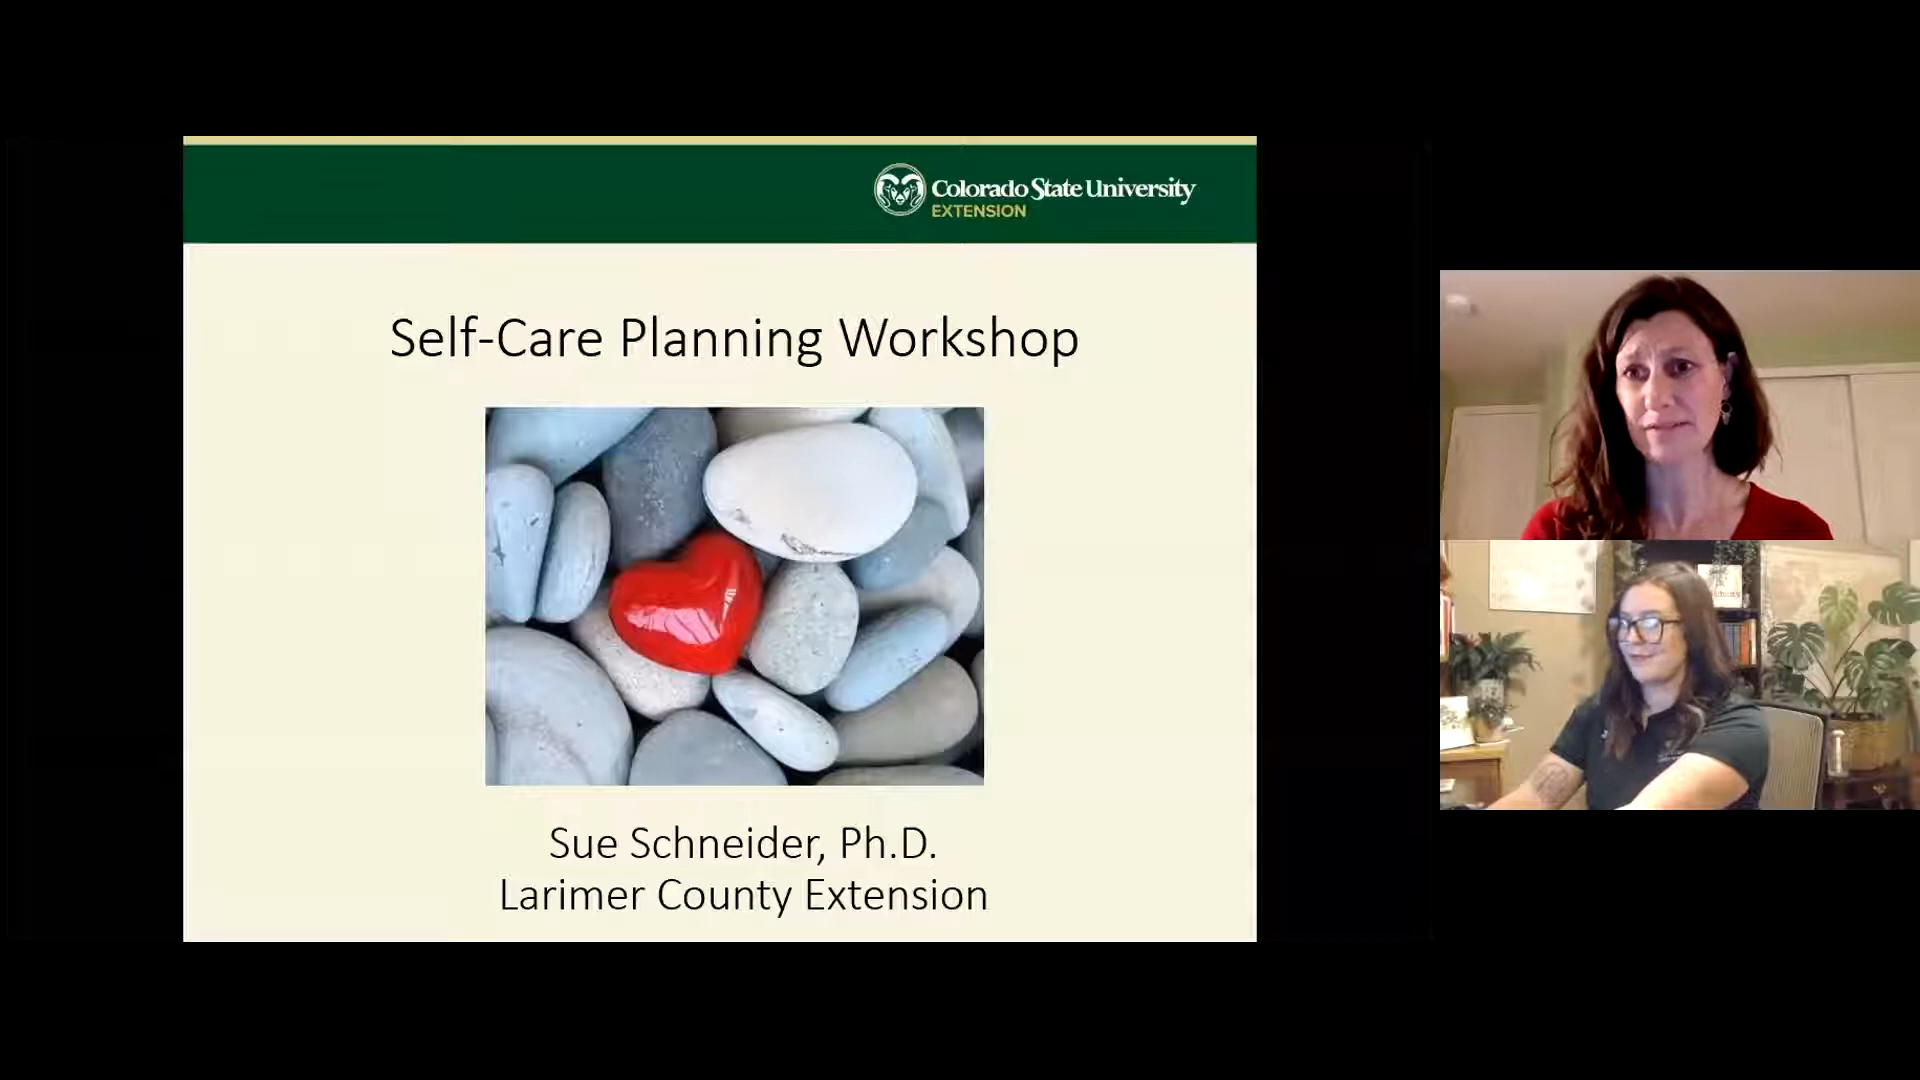 Colorado State University
EXTENSION
Self-Care Planning Workshop
Sue Schneider, Ph.D.
Larimer County Extension